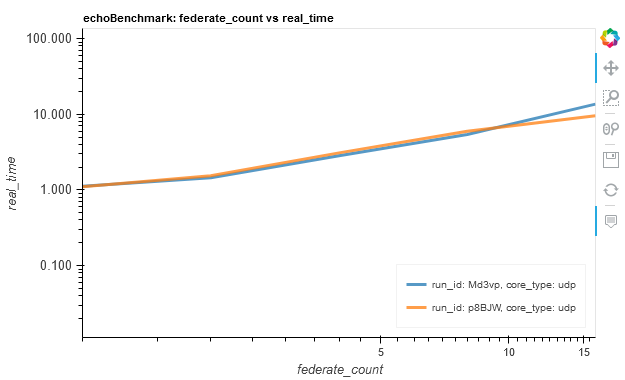 echoBenchmark: federate_count vs real_time
100.000
10.000
1.000
0.100
real_time
run_id: Md3vp, core_type: udp
run_id: p8BJW, core_type: udp
5
10
15
federate_count